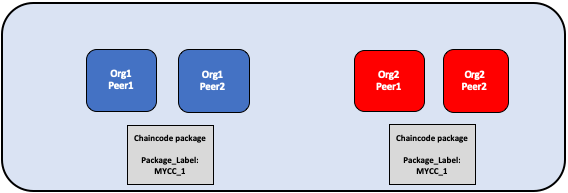 Org1
Peer1
Org1
Peer2
Org2
Peer1
Org2
Peer2
Chaincode package
Package_Label:
MYCC_1
Chaincode package
Package_Label:
MYCC_1